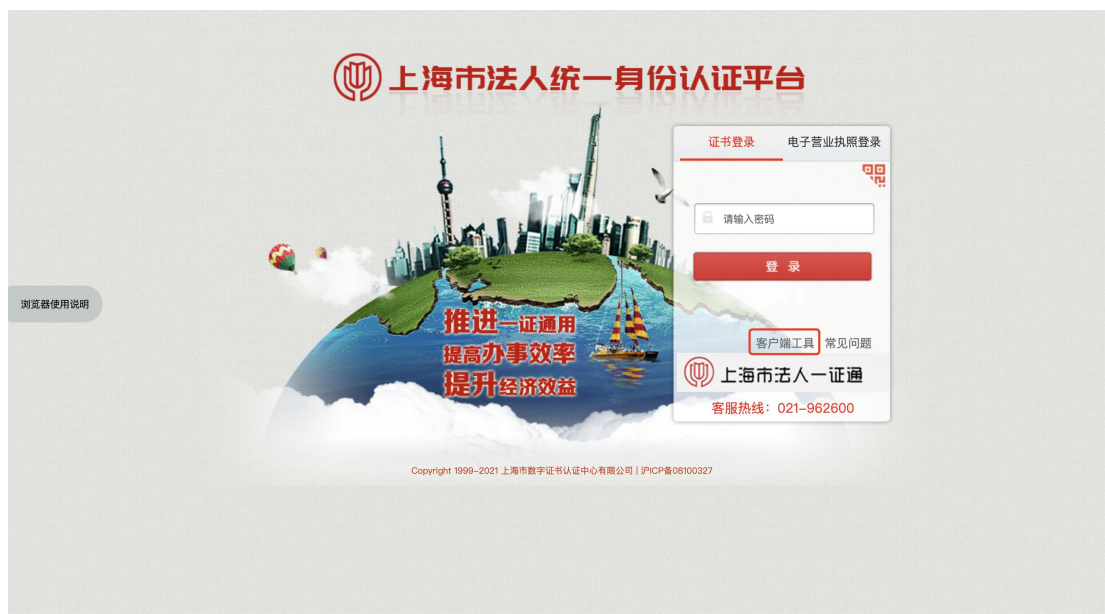 上海市法人统一身份认证平台
证书登录 电子营业执照登录
请输入密码
登 录
浏览器使用说明
推进一证通用
提高办事效率
提升经济效益
客户端工具 常见问题
上海市法人一证通
客服热线：021-962600
Copyright 1999-2021 上海市数字证书认证中心有限公司 | 沪ICP备08100327